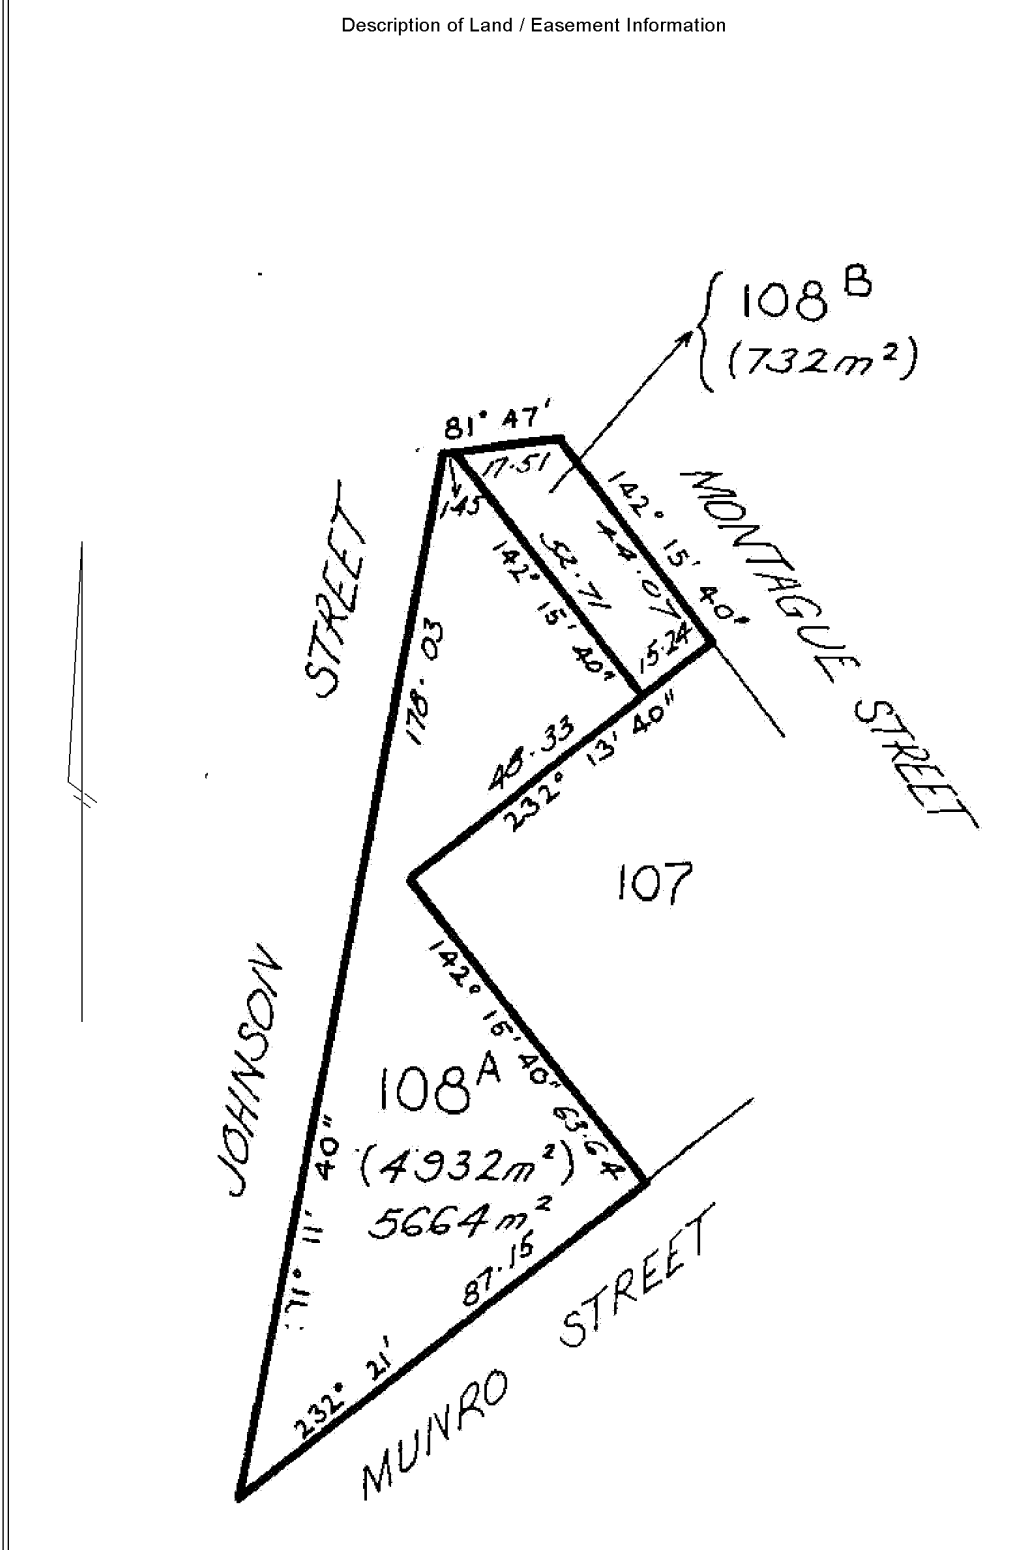 Description of Land / Easement Information
108 B
(732m²)
81° 47'
17.51
1.45
142° 15' 40"
44.07
MONTAGUE STREET
52.71
142° 15' 40"
15.24
JOHNSON STREET
178.03
48.33
232° 13' 40"
107
142° 15' 40"
63.64
108 A
(4932m²)
5664m²
11' 40"
87.15
232° 21'
MUNRO STREET